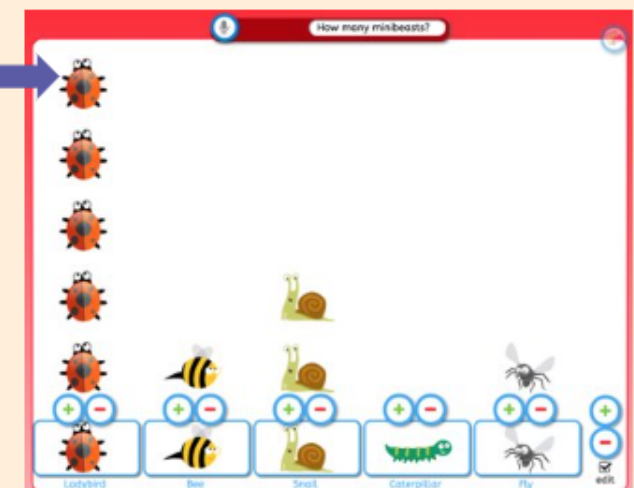 How many minibeasts?
Ladybird
Bee
Snail
Caterpillar
Fly
edit